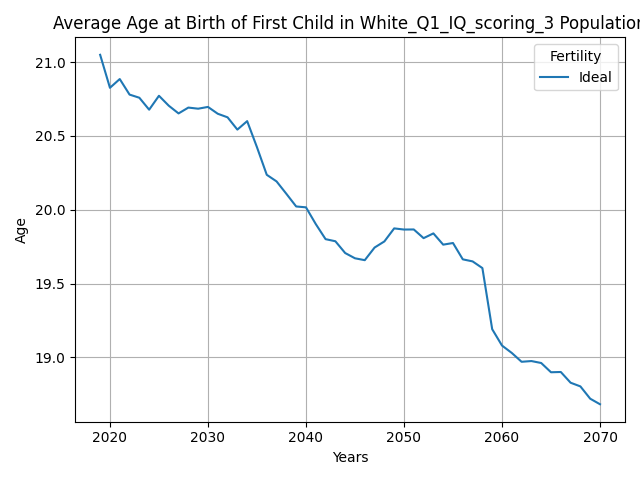 Average Age at Birth of First Child in White_Q1_IQ_scoring_3 Population
Fertility
Ideal
21.0
20.5
20.0
19.5
19.0
Age
2020 2030 2040 2050 2060 2070
Years